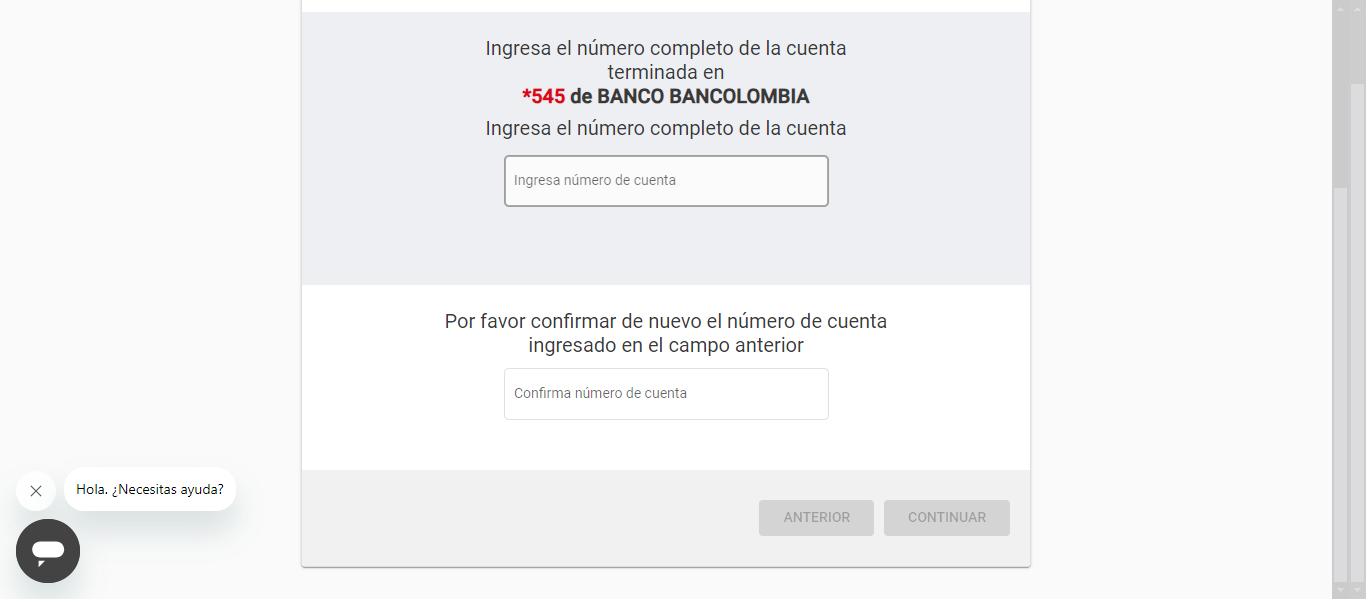 Ingresa el número completo de la cuenta
terminada en
*545 de BANCO BANCOLOMBIA
Ingresa el número completo de la cuenta
Ingresa número de cuenta
Por favor confirmar de nuevo el número de cuenta
ingresado en el campo anterior
Confirma número de cuenta
Hola. ¿Necesitas ayuda?
ANTERIOR
CONTINUAR